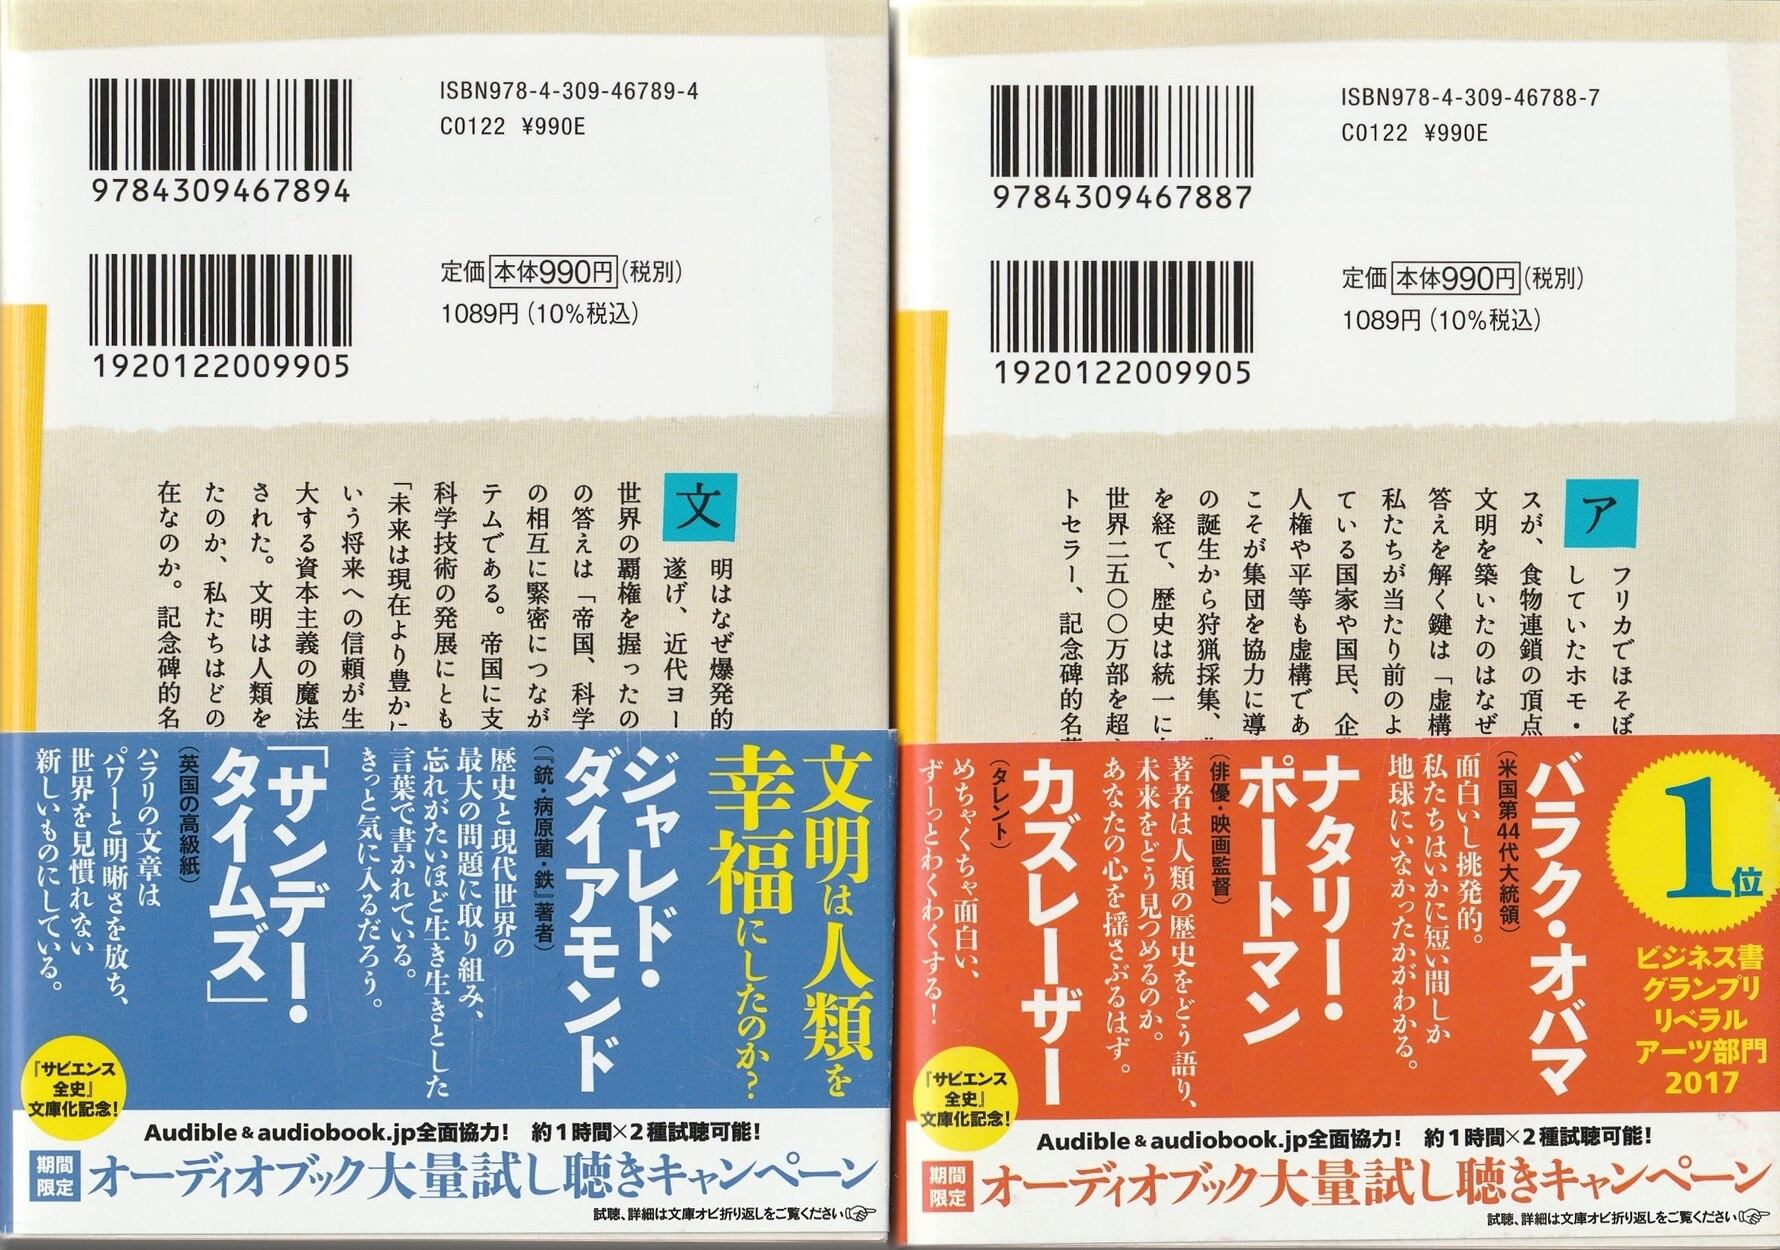 ISBN978-4-309-46789-4
C0122 ¥990E
9784309467894
定価 本体990円 (税別)
1089円 (10%税込)
1920122009905
文
明はなぜ爆発的
遂げ、近代ヨー
世界の覇権を握ったの
の答えは「帝国、科学
の相互に緊密につなが
テムである。帝国に支
科学技術の発展にとも
「未来は現在より豊かに
いう将来への信頼が生
大する資本主義の魔法
された。文明は人類を
たのか、私たちはどの
在なのか。記念碑的名
文明は人類を
幸福にしたのか?
ジャレド・
ダイアモンド
(『銃・病原菌・鉄』著者)
歴史と現代世界の
最大の問題に取り組み、
忘れがたいほど生き生きとした
言葉で書かれている。
きっと気に入るだろう。
「サンデー・
タイムズ」
(英国の高級紙)
ハラリの文章は
パワーと明晰さを放ち、
世界を見慣れない
新しいものにしている。
『サピエンス
全史』
文庫化記念!
Audible & audiobook.jp全面協力! 約1時間×2種試聴可能!
期間
限定
オーディオブック大量試し聴きキャンペーン
試聴、詳細は文庫オビ折り返しをご覧ください
ISBN978-4-309-46788-7
C0122 ¥990E
9784309467887
定価 本体990円 (税別)
1089円 (10%税込)
1920122009905
ア
フリカでほそぼ
していたホモ・
スが、食物連鎖の頂点
文明を築いたのはなぜ
答えを解く鍵は「虚構
私たちが当たり前のよ
ている国家や国民、企
人権や平等も虚構であ
こそが集団を協力に導
の誕生から狩猟採集、
を経て、歴史は統一に
世界二五〇〇万部を超
トセラー、記念碑的名著
1位
ビジネス書
グランプリ
リベラル
アーツ部門
2017
バラク・オバマ
(米国第44代大統領)
面白いし挑発的。
私たちはいかに短い間しか
地球にいなかったかがわかる。
ナタリー・
ポートマン
(俳優・映画監督)
著者は人類の歴史をどう語り、
未来をどう見つめるのか。
あなたの心を揺さぶるはず。
カズレーザー
(タレント)
めちゃくちゃ面白い、
ずーっとわくわくする!
『サピエンス
全史』
文庫化記念!
Audible & audiobook.jp全面協力! 約1時間×2種試聴可能!
期間
限定
オーディオブック大量試し聴きキャンペーン
試聴、詳細は文庫オビ折り返しをご覧ください